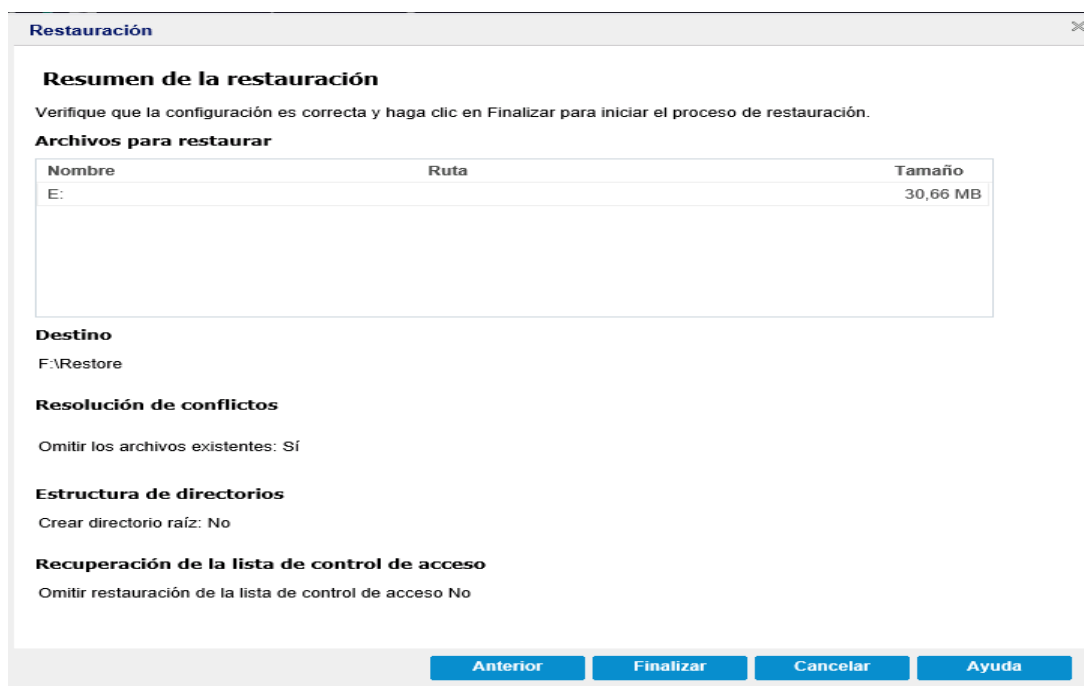 Restauración
Resumen de la restauración
Verifique que la configuración es correcta y haga clic en Finalizar para iniciar el proceso de restauración.
Archivos para restaurar
Nombre Ruta Tamaño
E: 30,66 MB
Destino
F:\Restore
Resolución de conflictos
Omitir los archivos existentes: Sí
Estructura de directorios
Crear directorio raíz: No
Recuperación de la lista de control de acceso
Omitir restauración de la lista de control de acceso No
Anterior Finalizar Cancelar Ayuda